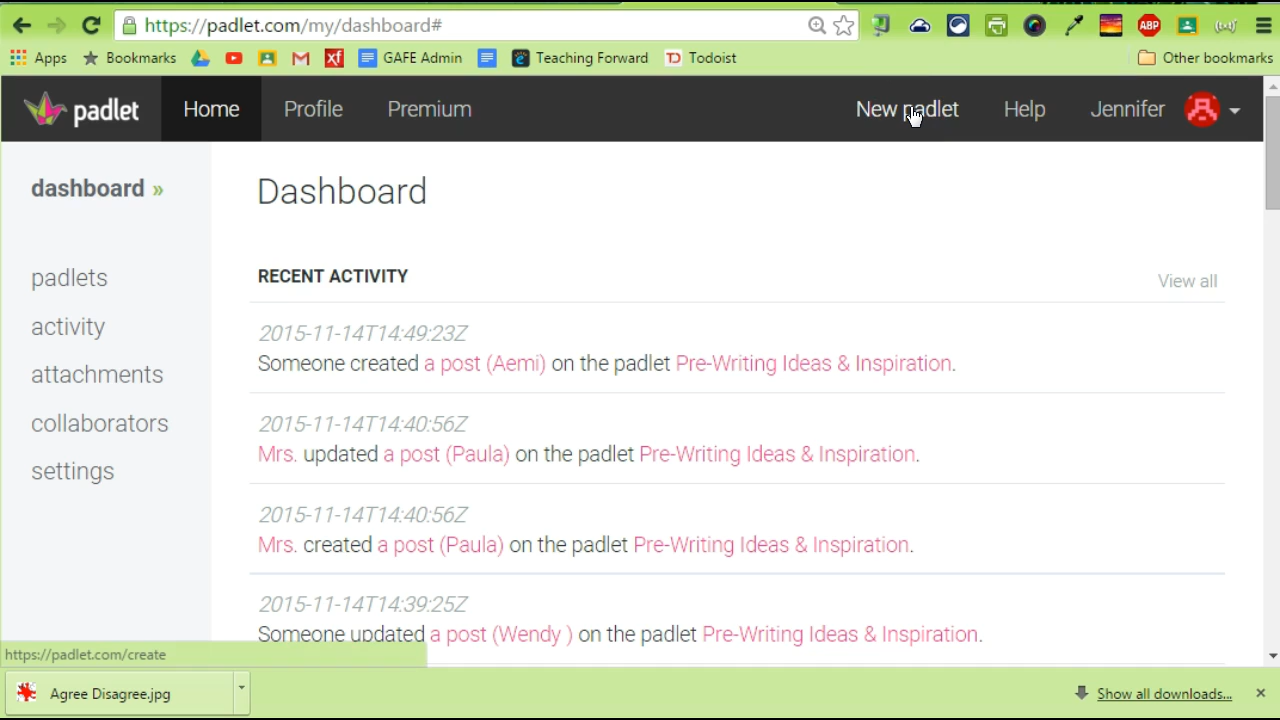 https://padlet.com/my/dashboard#
ABP
Apps Bookmarks xf GAFE Admin Teaching Forward TD Todoist Other bookmarks
padlet Home Profile Premium New padlet Help Jennifer
dashboard »
Dashboard
padlets
RECENT ACTIVITY
View all
activity
2015-11-14T14:49:23Z
Someone created a post (Aemi) on the padlet Pre-Writing Ideas & Inspiration.
attachments
2015-11-14T14:40:56Z
collaborators
Mrs. updated a post (Paula) on the padlet Pre-Writing Ideas & Inspiration.
settings
2015-11-14T14:40:56Z
Mrs. created a post (Paula) on the padlet Pre-Writing Ideas & Inspiration.
2015-11-14T14:39:25Z
Someone updated a post (Wendy ) on the padlet Pre-Writing Ideas & Inspiration.
https://padlet.com/create
Agree Disagree.jpg
Show all downloads...